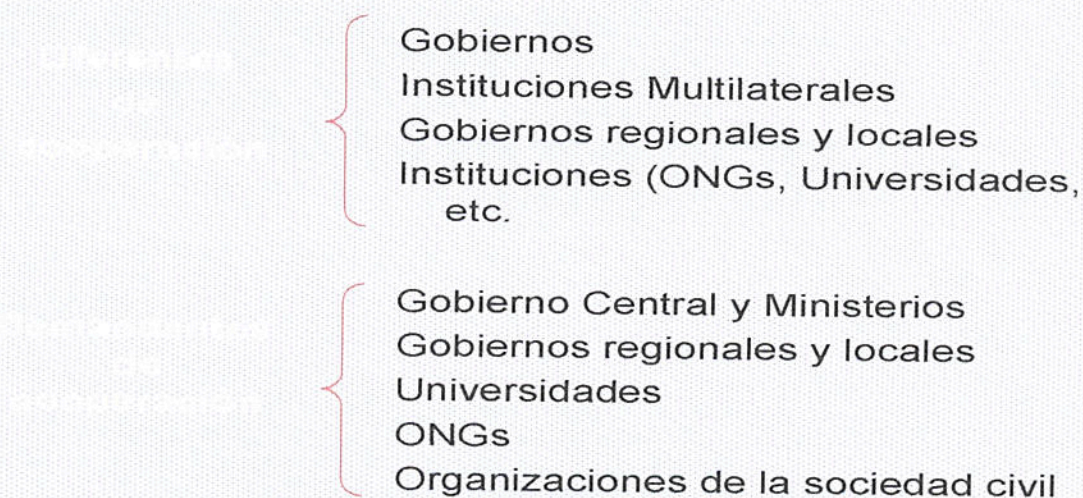 Gobiernos
Instituciones Multilaterales
Gobiernos regionales y locales
Instituciones (ONGs, Universidades,
etc.
de
Gobierno Central y Ministerios
Gobiernos regionales y locales
Universidades
ONGs
Organizaciones de la sociedad civil